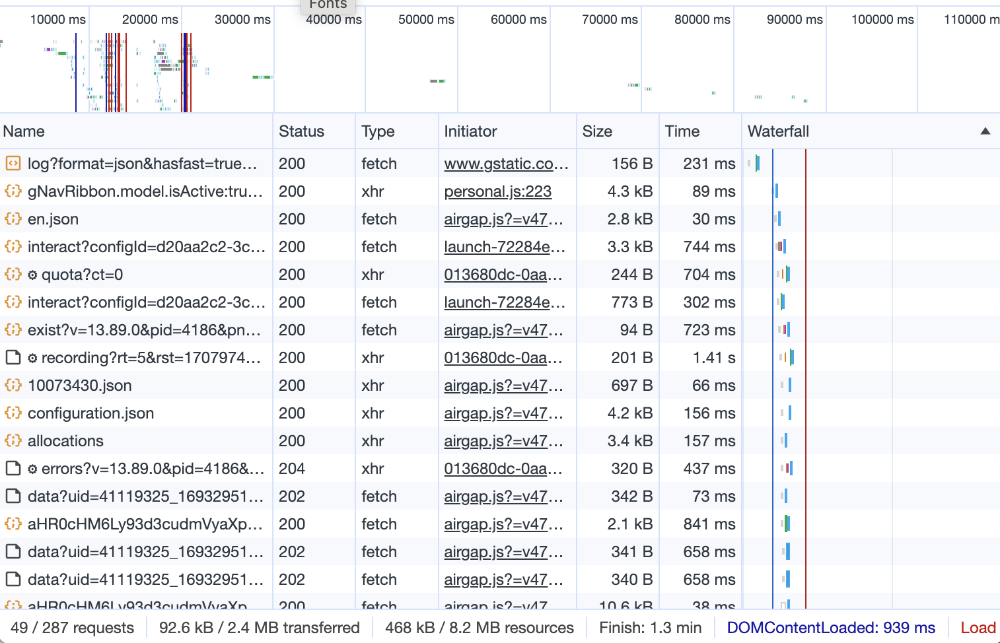 Fonts
10000 ms 20000 ms 30000 ms 40000 ms 50000 ms 60000 ms 70000 ms 80000 ms 90000 ms 100000 ms 110000 m
Name Status Type Initiator Size Time Waterfall
log?format=json&hasfast=true... 200 fetch www.gstatic.co... 156 B 231 ms
gNavRibbon.model.isActive:tru... 200 xhr personal.js:223 4.3 kB 89 ms
en.json 200 fetch airgap.js?=v47... 2.8 kB 30 ms
interact?configId=d20aa2c2-3c... 200 fetch launch-72284e... 3.3 kB 744 ms
quota?ct=0 200 xhr 013680dc-0aa... 244 B 704 ms
interact?configId=d20aa2c2-3c... 200 fetch launch-72284e... 773 B 302 ms
exist?v=13.89.0&pid=4186&pn... 200 fetch airgap.js?=v47... 94 B 723 ms
recording?rt=5&rst=1707974... 200 xhr 013680dc-0aa... 201 B 1.41 s
10073430.json 200 xhr airgap.js?=v47... 697 B 66 ms
configuration.json 200 xhr airgap.js?=v47... 4.2 kB 156 ms
allocations 200 xhr airgap.js?=v47... 3.4 kB 157 ms
errors?v=13.89.0&pid=4186&... 204 xhr 013680dc-0aa... 320 B 437 ms
data?uid=41119325_16932951... 202 fetch airgap.js?=v47... 342 B 73 ms
aHR0cHM6Ly93d3cudmVyaXp... 200 fetch airgap.js?=v47... 2.1 kB 841 ms
data?uid=41119325_16932951... 202 fetch airgap.js?=v47... 341 B 658 ms
data?uid=41119325_16932951... 202 fetch airgap.js?=v47... 340 B 658 ms
aHR0cHM6Ly93d3cudmVyaXp... 200 fetch airgap.js?=v47... 10.6 kB 38 ms
49 / 287 requests 92.6 kB / 2.4 MB transferred 468 kB / 8.2 MB resources Finish: 1.3 min DOMContentLoaded: 939 ms Load